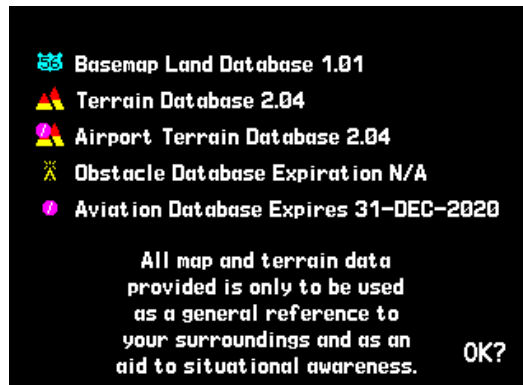 56 Basemap Land Database 1.01
Terrain Database 2.04
Airport Terrain Database 2.04
Obstacle Database Expiration N/A
Aviation Database Expires 31-DEC-2020
All map and terrain data
provided is only to be used
as a general reference to
your surroundings and as an
aid to situational awareness.
OK?